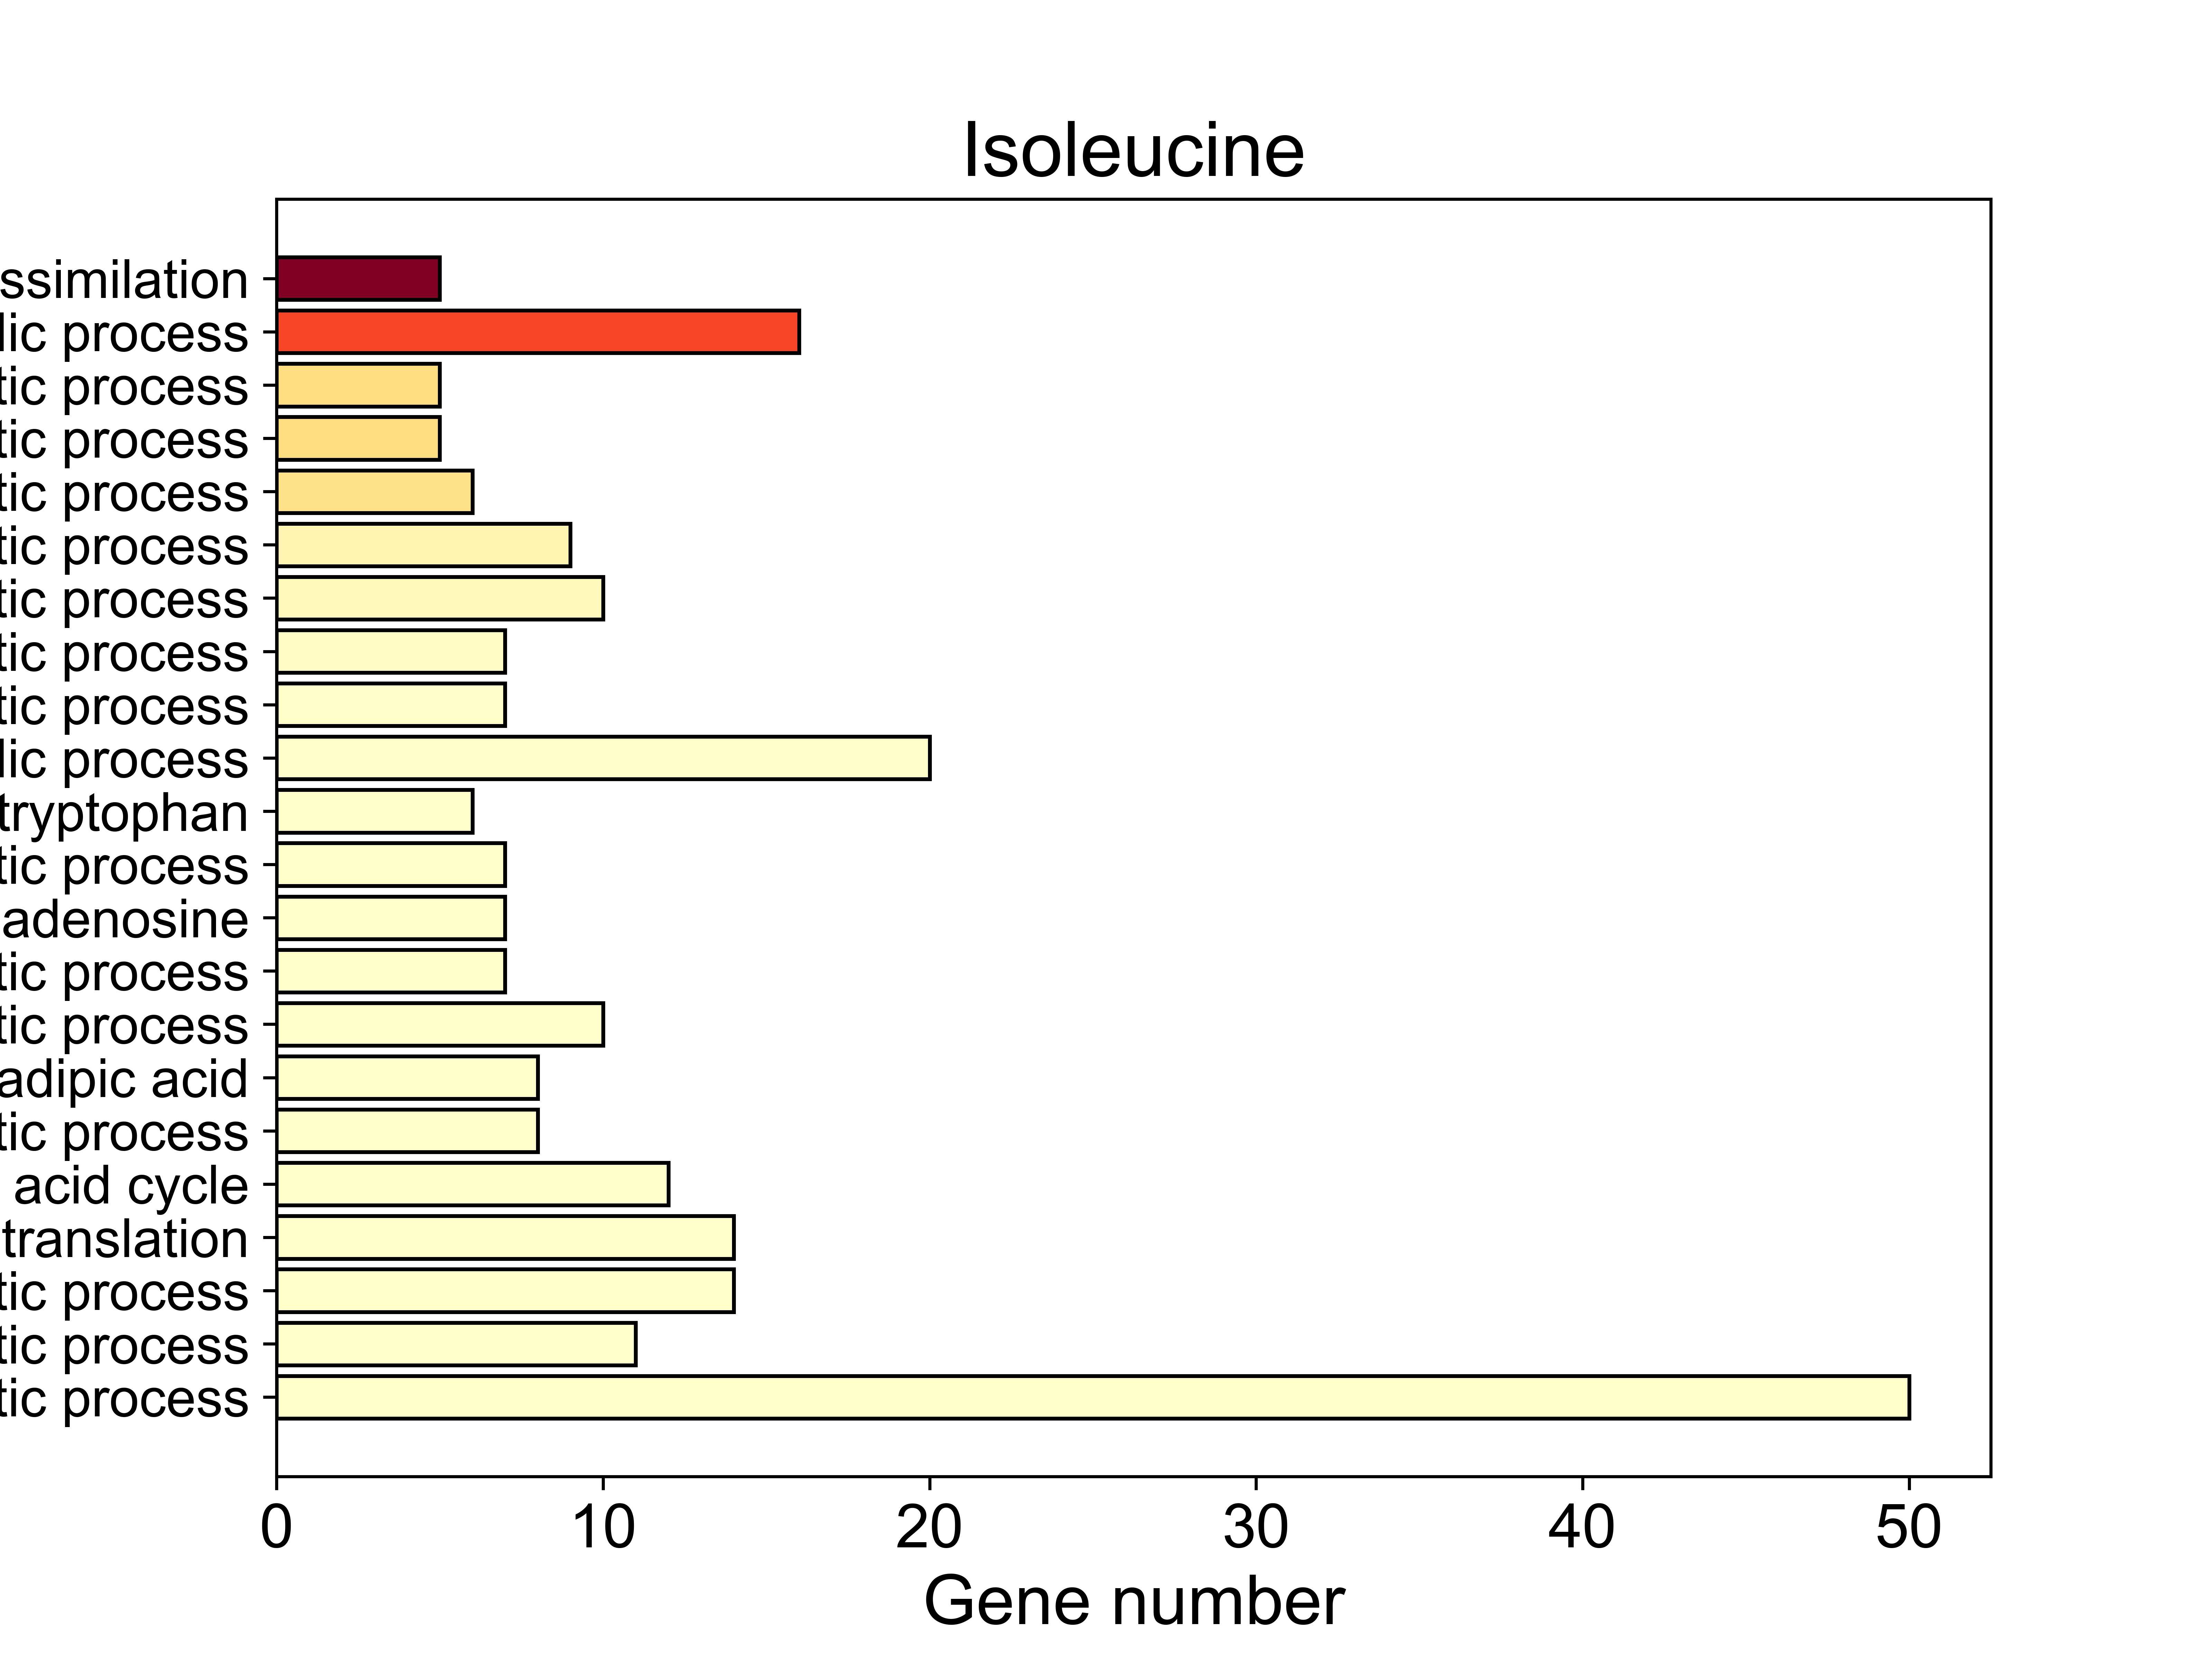 Isoleucine
ssimilation
lic process
tic process
tic process
tic process
tic process
tic process
tic process
tic process
lic process
tryptophan
tic process
adenosine
tic process
tic process
adipic acid
tic process
acid cycle
translation
tic process
tic process
tic process
0 10 20 30 40 50
Gene number